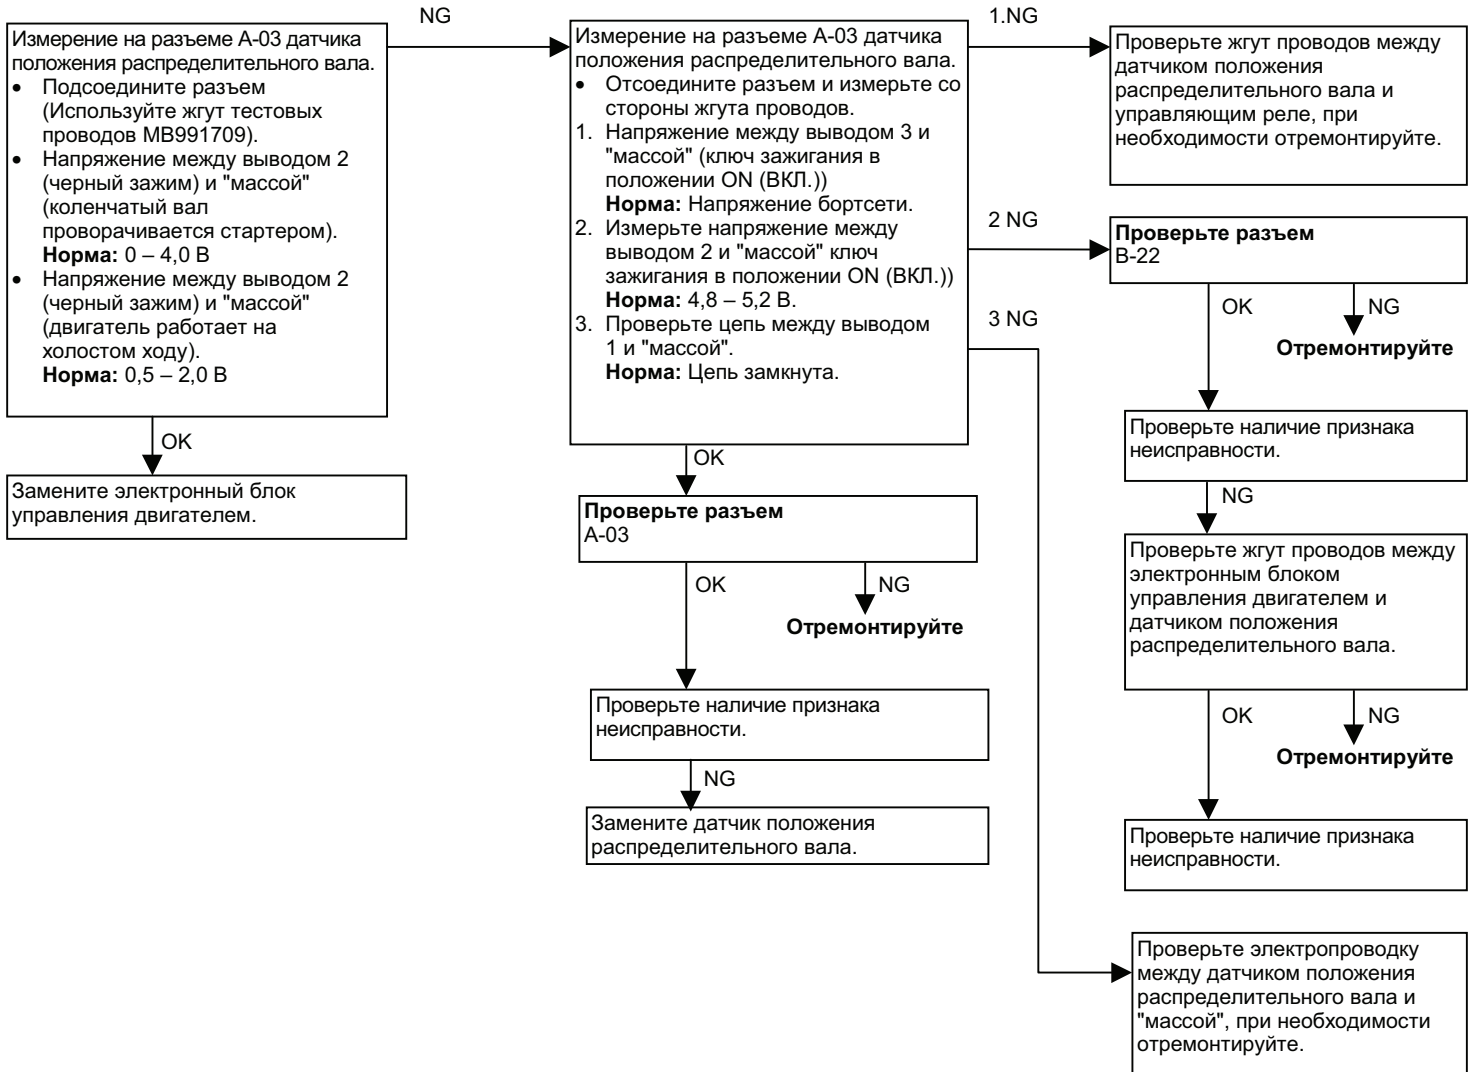 NG
Измерение на разъеме А-03 датчика
положения распределительного вала.
• Подсоедините разъем
(Используйте жгут тестовых
проводов MB991709).
• Напряжение между выводом 2
(черный зажим) и "массой"
(коленчатый вал
проворачивается стартером).
Норма: 0 – 4,0 В
• Напряжение между выводом 2
(черный зажим) и "массой"
(двигатель работает на
холостом ходу).
Норма: 0,5 – 2,0 В
OK
Замените электронный блок
управления двигателем.
Измерение на разъеме А-03 датчика
положения распределительного вала.
• Отсоедините разъем и измерьте со
стороны жгута проводов.
1. Напряжение между выводом 3 и
"массой" (ключ зажигания в
положении ON (ВКЛ.))
Норма: Напряжение бортсети.
2. Измерьте напряжение между
выводом 2 и "массой" ключ
зажигания в положении ON (ВКЛ.))
Норма: 4,8 – 5,2 В.
3. Проверьте цепь между выводом
1 и "массой".
Норма: Цепь замкнута.
OK
Проверьте разъем
А-03
OK
NG
Отремонтируйте
Проверьте наличие признака
неисправности.
NG
Замените датчик положения
распределительного вала.
1.NG
Проверьте жгут проводов между
датчиком положения
распределительного вала и
управляющим реле, при
необходимости отремонтируйте.
2 NG
Проверьте разъем
В-22
OK
NG
Отремонтируйте
Проверьте наличие признака
неисправности.
NG
Проверьте жгут проводов между
электронным блоком
управления двигателем и
датчиком положения
распределительного вала.
OK
NG
Отремонтируйте
Проверьте наличие признака
неисправности.
3 NG
Проверьте электропроводку
между датчиком положения
распределительного вала и
"массой", при необходимости
отремонтируйте.